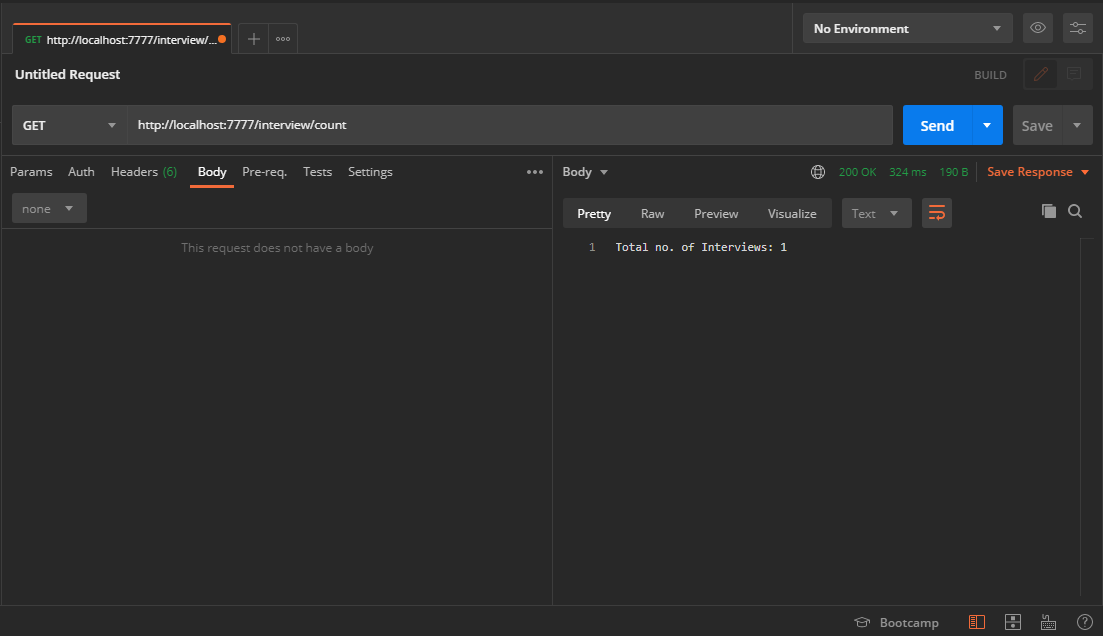 GET http://localhost:7777/interview/...
No Environment
Untitled Request
BUILD
GET http://localhost:7777/interview/count Send Save
Params Auth Headers (6) Body Pre-req. Tests Settings
Body 200 OK 324 ms 190 B Save Response
none
Pretty Raw Preview Visualize Text
This request does not have a body
1 Total no. of Interviews: 1
Bootcamp